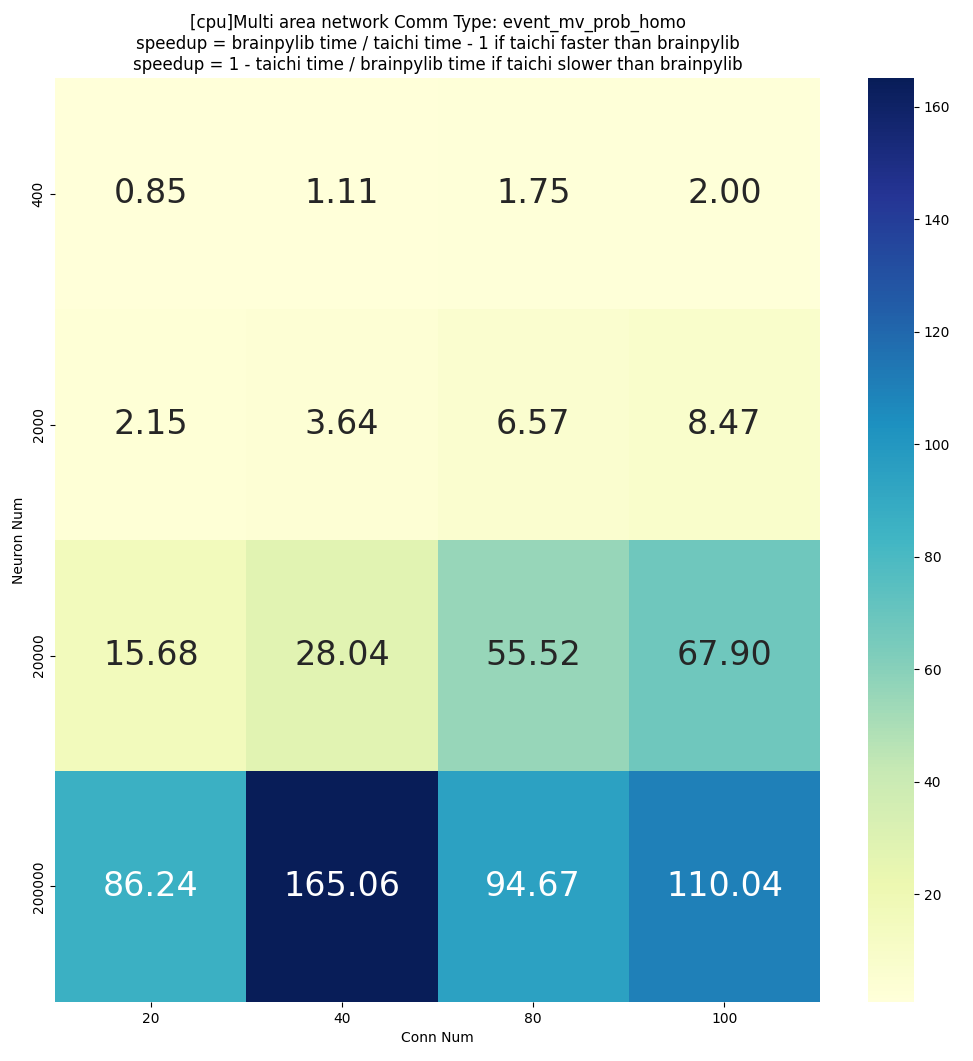 [cpu]Multi area network Comm Type: event_mv_prob_homo
speedup = brainpylib time / taichi time - 1 if taichi faster than brainpylib
speedup = 1 - taichi time / brainpylib time if taichi slower than brainpylib
400
0.85 1.11 1.75 2.00
2000
2.15 3.64 6.57 8.47
20000
15.68 28.04 55.52 67.90
200000
86.24 165.06 94.67 110.04
Neuron Num
20 40 80 100
Conn Num
160
140
120
100
80
60
40
20